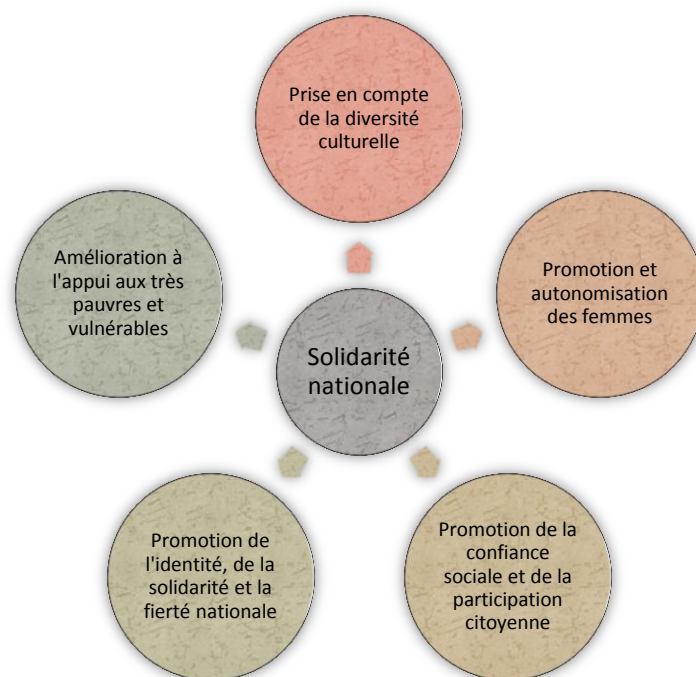 Prise en compte
de la diversité
culturelle
Promotion et
autonomisation
des femmes
Promotion de la
confiance
sociale et de la
participation
citoyenne
Promotion de
l'identité, de la
solidarité et la
fierté nationale
Amélioration à
l'appui aux très
pauvres et
vulnérables
Solidarité
nationale